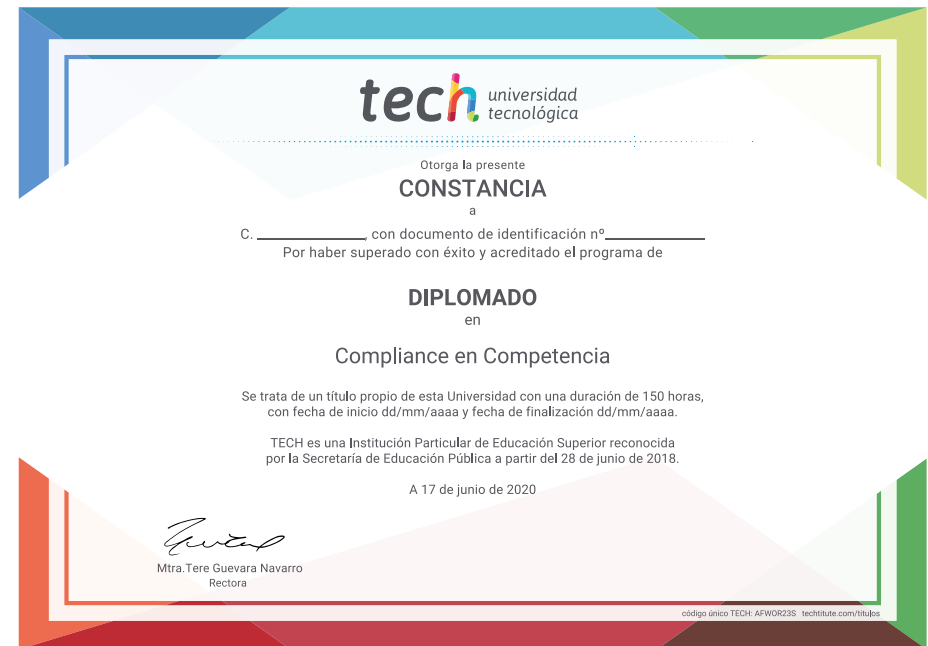 tech universidad
tecnológica
Otorga la presente
CONSTANCIA
a
C. ________________, con documento de identificación nº______________
Por haber superado con éxito y acreditado el programa de
DIPLOMADO
en
Compliance en Competencia
Se trata de un título propio de esta Universidad con una duración de 150 horas,
con fecha de inicio dd/mm/aaaa y fecha de finalización dd/mm/aaaa.
TECH es una Institución Particular de Educación Superior reconocida
por la Secretaría de Educación Pública a partir del 28 de junio de 2018.
A 17 de junio de 2020
Mtra.Tere Guevara Navarro
Rectora
código único TECH: AFWOR23S techtitute.com/titulos